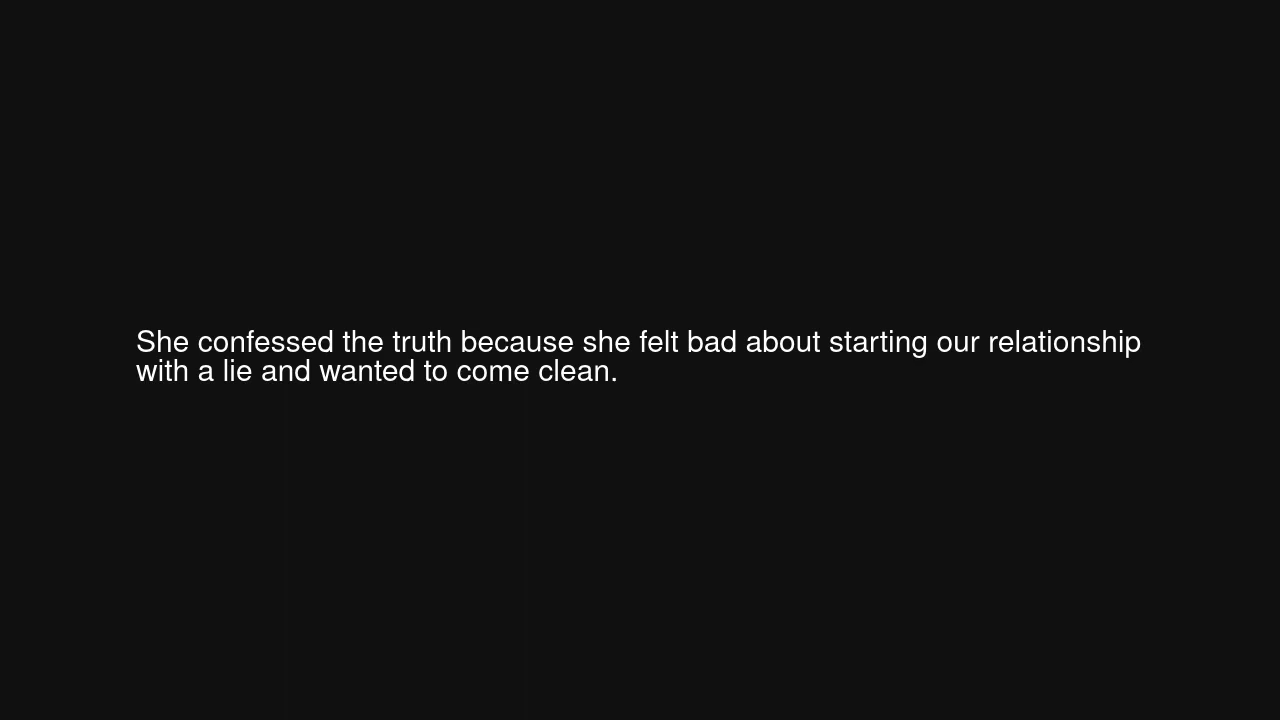 She confessed the truth because she felt bad about starting our relationship
with a lie and wanted to come clean.